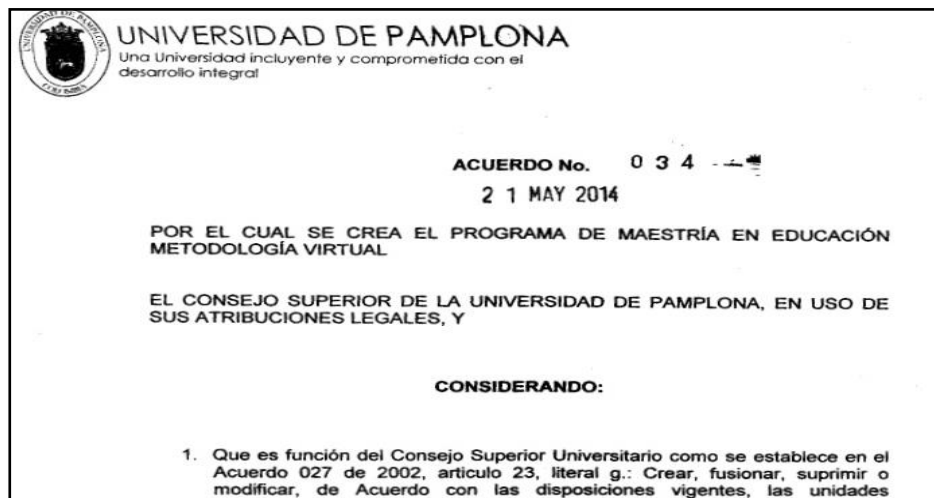 UNIVERSIDAD DE PAMPLONA
Una Universidad incluyente y comprometida con el
desarrollo integral
ACUERDO No. 034
21 MAY 2014
POR EL CUAL SE CREA EL PROGRAMA DE MAESTRÍA EN EDUCACIÓN
METODOLOGÍA VIRTUAL
EL CONSEJO SUPERIOR DE LA UNIVERSIDAD DE PAMPLONA, EN USO DE
SUS ATRIBUCIONES LEGALES, Y
CONSIDERANDO:
1. Que es función del Consejo Superior Universitario como se establece en el
Acuerdo 027 de 2002, articulo 23, literal g.: Crear, fusionar, suprimir o
modificar, de Acuerdo con las disposiciones vigentes, las unidades